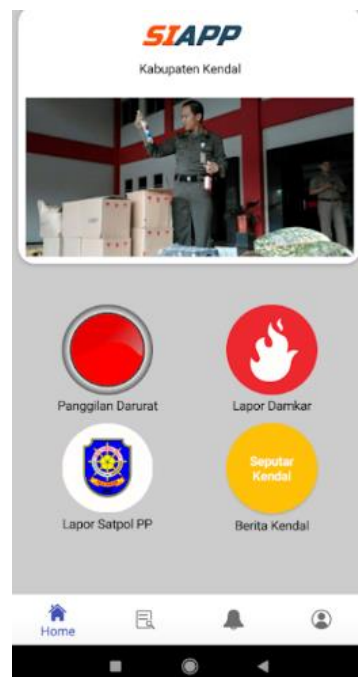 SIAPP
Kabupaten Kendal
Panggilan Darurat
Lapor Damkar
Seputar
Kendal
Lapor Satpol PP
Berita Kendal
Home